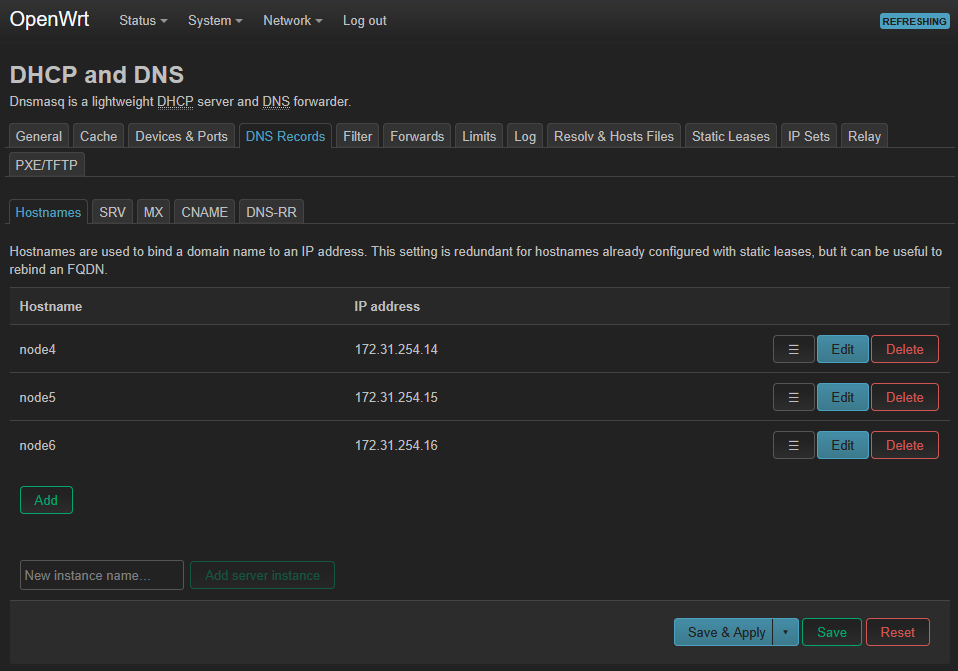 OpenWrt Status System Network Log out REFRESHING
DHCP and DNS
Dnsmasq is a lightweight DHCP server and DNS forwarder.
General Cache Devices & Ports DNS Records Filter Forwards Limits Log Resolv & Hosts Files Static Leases IP Sets Relay
PXE/TFTP
Hostnames SRV MX CNAME DNS-RR
Hostnames are used to bind a domain name to an IP address. This setting is redundant for hostnames already configured with static leases, but it can be useful to
rebind an FQDN.
Hostname IP address
node4 172.31.254.14 ☰ Edit Delete
node5 172.31.254.15 ☰ Edit Delete
node6 172.31.254.16 ☰ Edit Delete
Add
New instance name… Add server instance
Save & Apply Save Reset